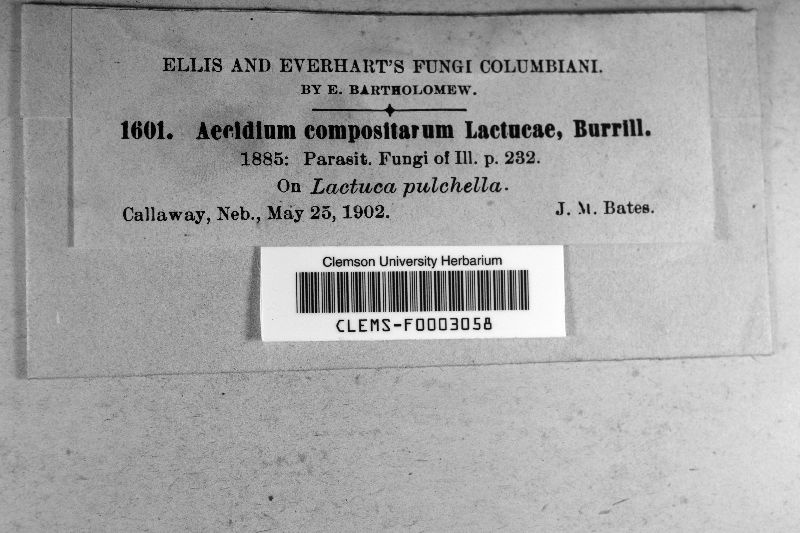 ELLIS AND EVERHART'S FUNGI COLUMBIANI.
BY E. BARTHOLOMEW.
1601. Aecidium compositarum Lactucae, Burrill.
1885: Parasit. Fungi of Ill. p. 232.
On Lactuca pulchella.
Callaway, Neb., May 25, 1902. J. M. Bates.
Clemson University Herbarium
CLEMS-F0003058